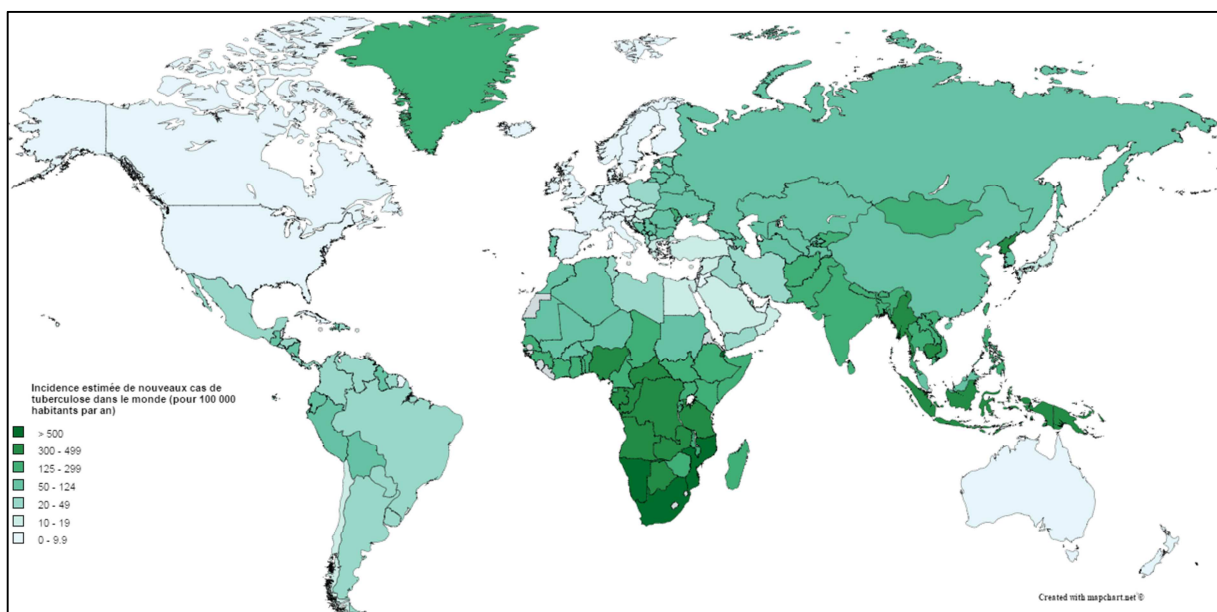 Incidence estimée de nouveaux cas de
tuberculose dans le monde (pour 100 000
habitants par an)
> 500
300 - 499
125 - 299
50 - 124
20 - 49
10 - 19
0 - 9.9
Created with mapchart.net ©